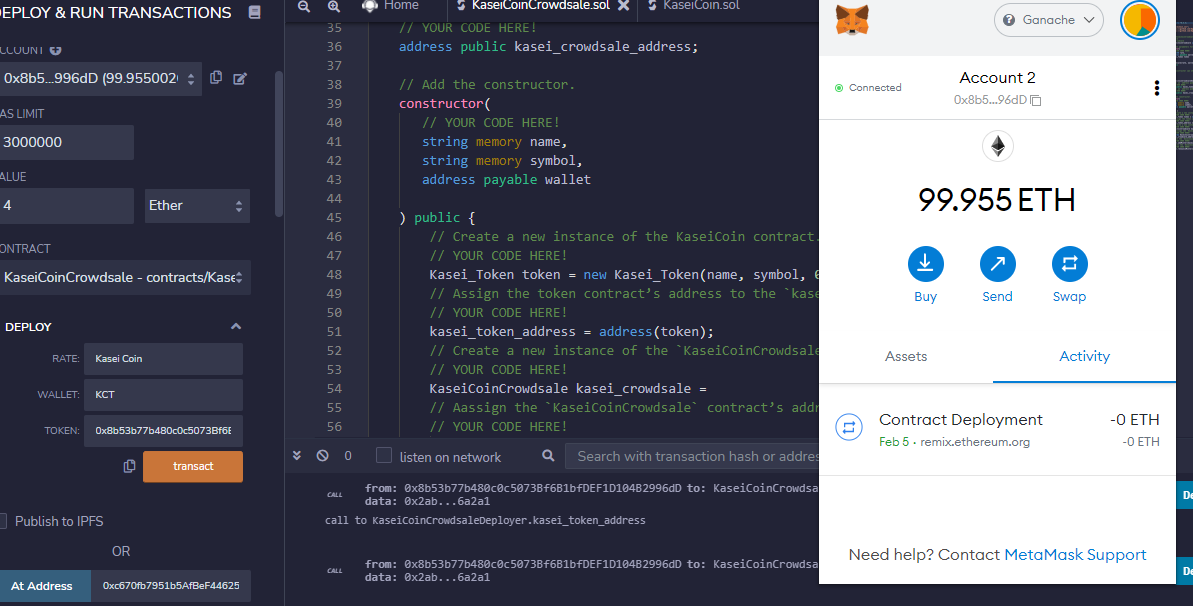 DEPLOY & RUN TRANSACTIONS
ACCOUNT
0x8b5...996dD (99.9550020
GAS LIMIT
3000000
VALUE
4
Ether
CONTRACT
KaseiCoinCrowdsale - contracts/Kase
DEPLOY
RATE: Kasei Coin
WALLET: KCT
TOKEN: 0x8b53b77b480c0c5073Bf6E
transact
Publish to IPFS
OR
At Address
0xc670fb7951b5AfBeF44625
Home
KaseiCoinCrowdsale.sol
KaseiCoin.sol
35 // YOUR CODE HERE!
36 address public kasei_crowdsale_address;
37
38 // Add the constructor.
39 constructor(
40 // YOUR CODE HERE!
41 string memory name,
42 string memory symbol,
43 address payable wallet
44
45 ) public {
46 // Create a new instance of the KaseiCoin contract.
47 // YOUR CODE HERE!
48 Kasei_Token token = new Kasei_Token(name, symbol, 0
49 // Assign the token contract’s address to the `kase
50 // YOUR CODE HERE!
51 kasei_token_address = address(token);
52 // Create a new instance of the `KaseiCoinCrowdsale
53 // YOUR CODE HERE!
54 KaseiCoinCrowdsale kasei_crowdsale =
55 // Aassign the `KaseiCoinCrowdsale` contract’s addr
56 // YOUR CODE HERE!
0
listen on network
Search with transaction hash or addres
CALL
from: 0x8b53b77b480c0c5073Bf6B1bfDEF1D104B2996dD to: KaseiCoinCrowdsa
data: 0x2ab...6a2a1
call to KaseiCoinCrowdsaleDeployer.kasei_token_address
CALL
from: 0x8b53b77b480c0c5073Bf6B1bfDEF1D104B2996dD to: KaseiCoinCrowdsa
data: 0x2ab...6a2a1
Ganache
Connected
Account 2
0x8b5...96dD
99.955 ETH
Buy
Send
Swap
Assets
Activity
Contract Deployment
-0 ETH
Feb 5 · remix.ethereum.org
-0 ETH
Need help? Contact MetaMask Support
De
De